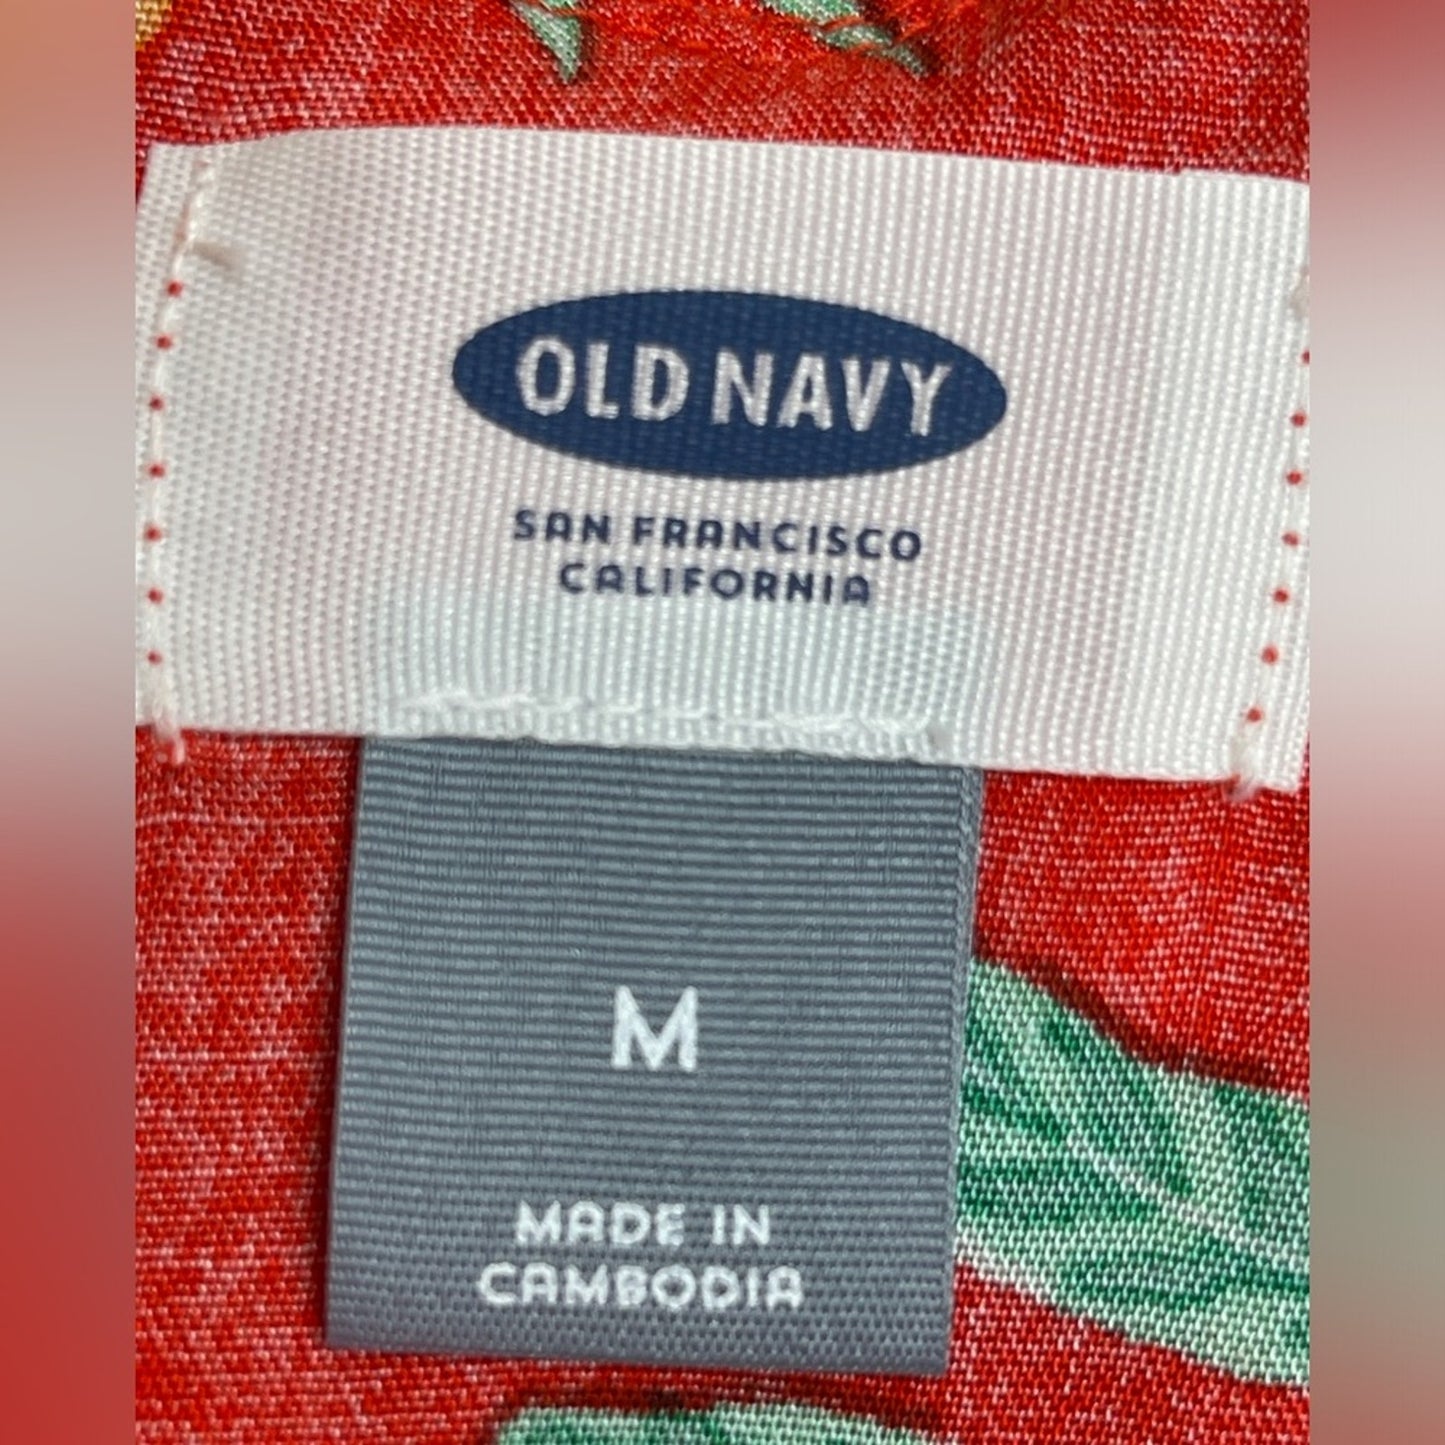 OLD NAVY
SAN FRANCISCO
CALIFORNIA
M
MADE IN
CAMBODIA